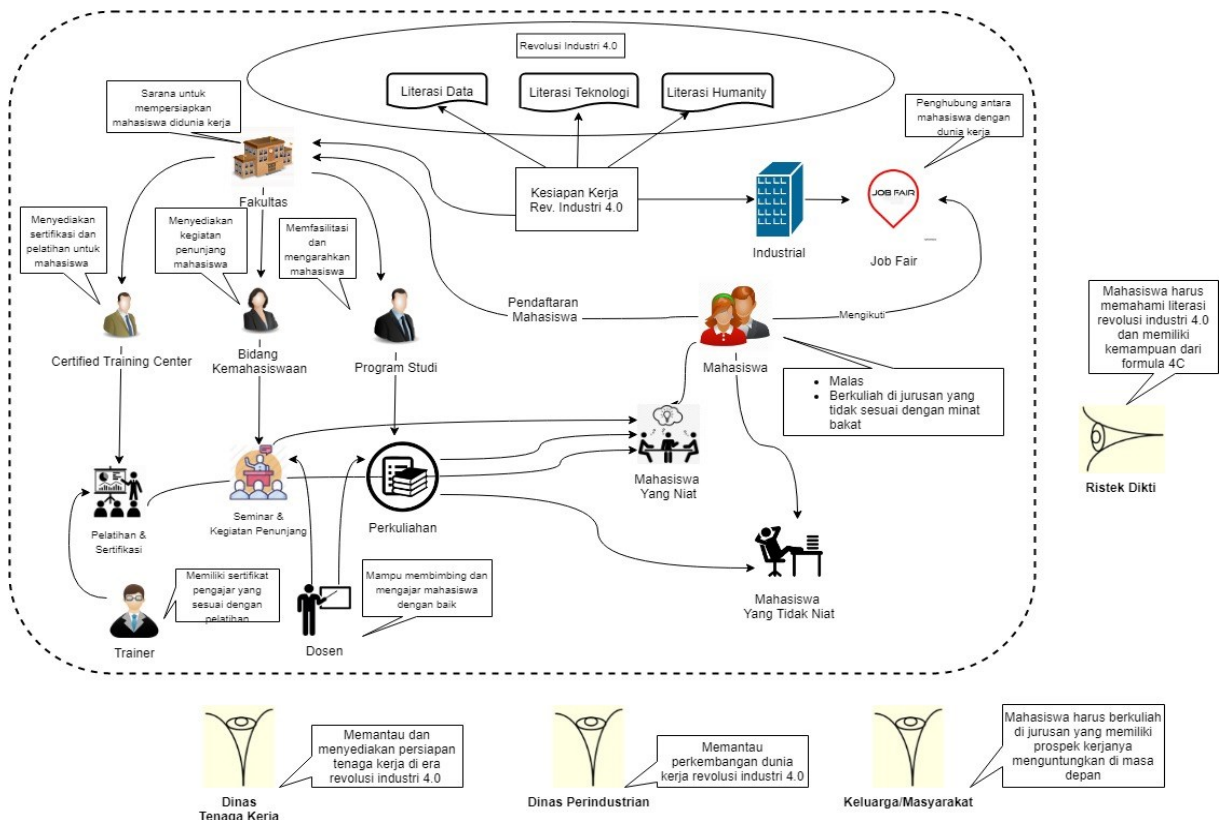 Revolusi Industri 4.0
Literasi Data
Literasi Teknologi
Literasi Humanity
Sarana untuk
mempersiapkan
mahasiswa didunia kerja
Penghubung antara
mahasiswa dengan
dunia kerja
Fakultas
Kesiapan Kerja
Rev. Industri 4.0
Industrial
JOB FAIR
Job Fair
Menyediakan
sertifikasi dan
pelatihan untuk
mahasiswa
Menyediakan
kegiatan
penunjang
mahasiswa
Memfasilitasi
dan
mengarahkan
mahasiswa
Pendaftaran
Mahasiswa
Mengikuti
Mahasiswa harus
memahami literasi
revolusi industri 4.0
dan memiliki
kemampuan dari
formula 4C
Certified Training Center
Bidang
Kemahasiswaan
Program Studi
Mahasiswa
• Malas
• Berkuliah di jurusan yang
tidak sesuai dengan minat
bakat
Mahasiswa
Yang Niat
Ristek Dikti
Pelatihan &
Sertifikasi
Seminar &
Kegiatan Penunjang
Perkuliahan
Mahasiswa
Yang Tidak Niat
Memiliki sertifikat
pengajar yang
sesuai dengan
pelatihan
Mampu membimbing dan
mengajar mahasiswa
dengan baik
Trainer
Dosen
Memantau dan
menyediakan persiapan
tenaga kerja di era
revolusi industri 4.0
Memantau
perkembangan dunia
kerja revolusi industri 4.0
Mahasiswa harus berkuliah
di jurusan yang memiliki
prospek kerjanya
menguntungkan di masa
depan
Dinas
Tenaga Kerja
Dinas Perindustrian
Keluarga/Masyarakat